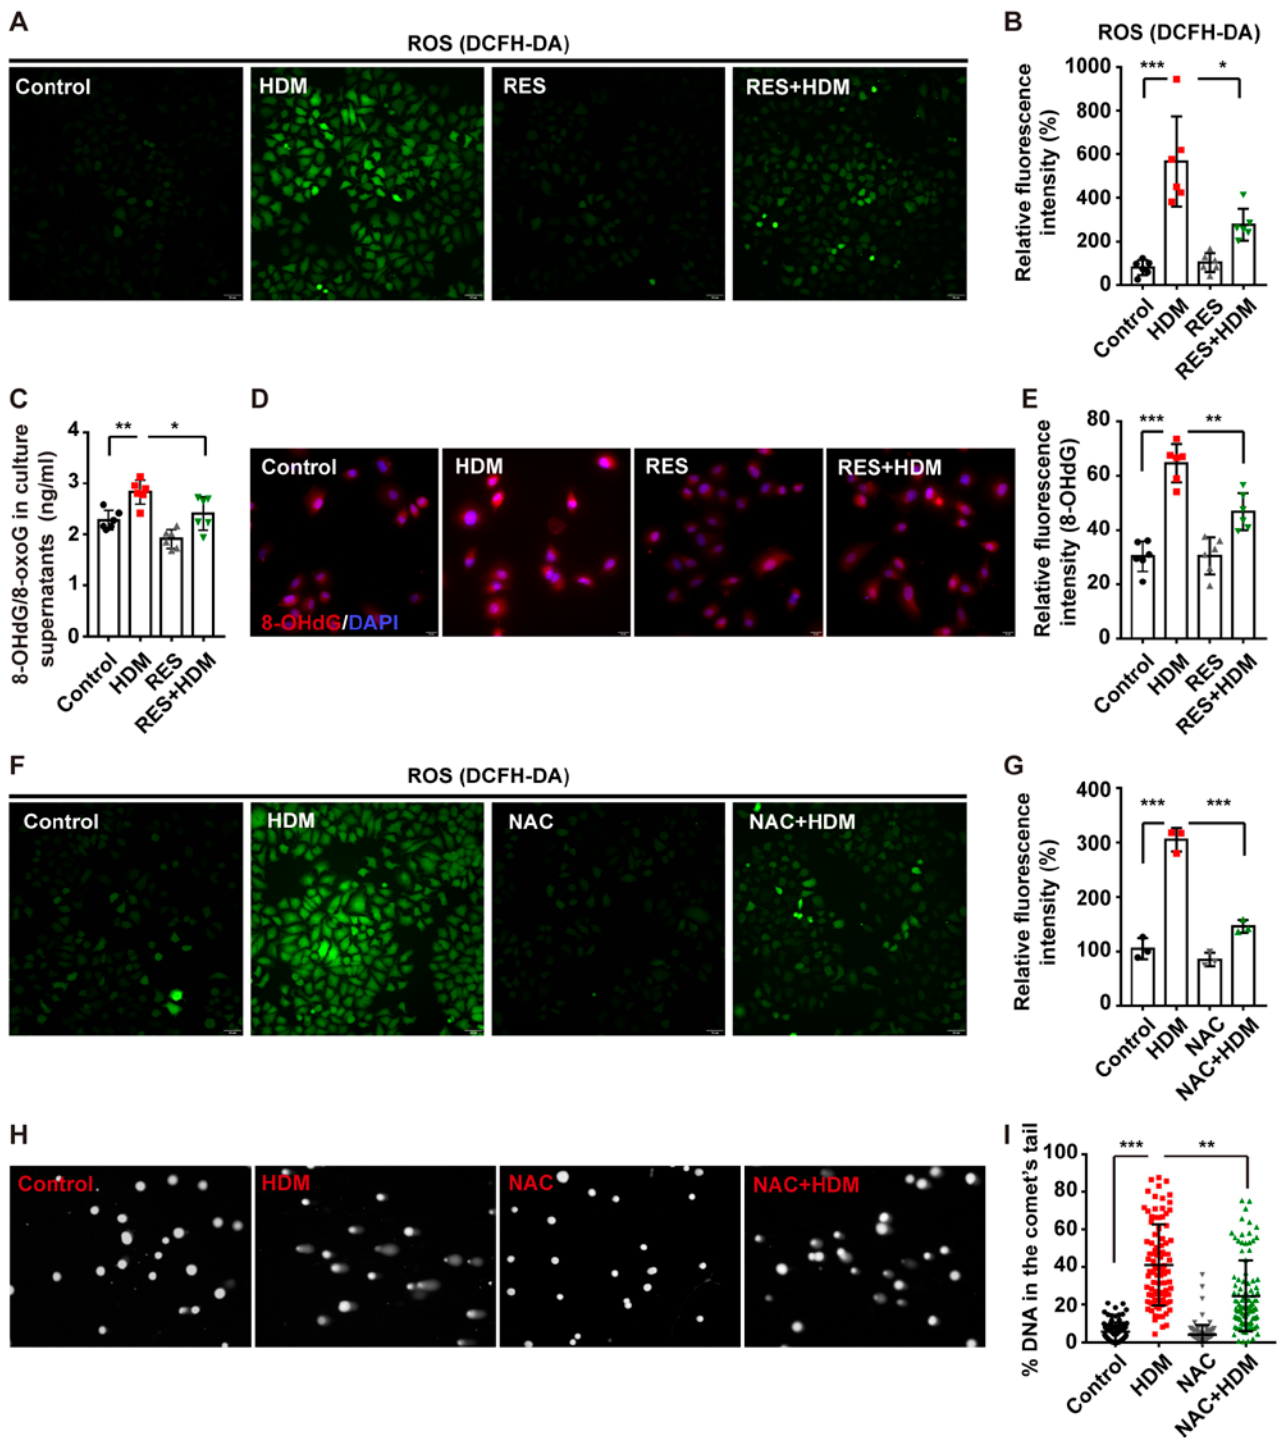 A
ROS (DCFH-DA)
Control
HDM
RES
RES+HDM
B
ROS (DCFH-DA)
Relative fluorescence
intensity (%)
1000
800
600
400
200
0
***
*
Control
HDM
RES
RES+HDM
C
8-OHdG/8-oxoG in culture
supernatants (ng/ml)
4
3
2
1
0
**
*
Control
HDM
RES
RES+HDM
D
Control
HDM
RES
RES+HDM
8-OHdG/DAPI
E
Relative fluorescence
intensity (8-OHdG)
80
60
40
20
0
***
**
Control
HDM
RES
RES+HDM
F
ROS (DCFH-DA)
Control
HDM
NAC
NAC+HDM
G
Relative fluorescence
intensity (%)
400
300
200
100
0
***
***
Control
HDM
NAC
NAC+HDM
H
Control
HDM
NAC
NAC+HDM
I
% DNA in the comet's tail
100
80
60
40
20
0
***
**
Control
HDM
NAC
NAC+HDM